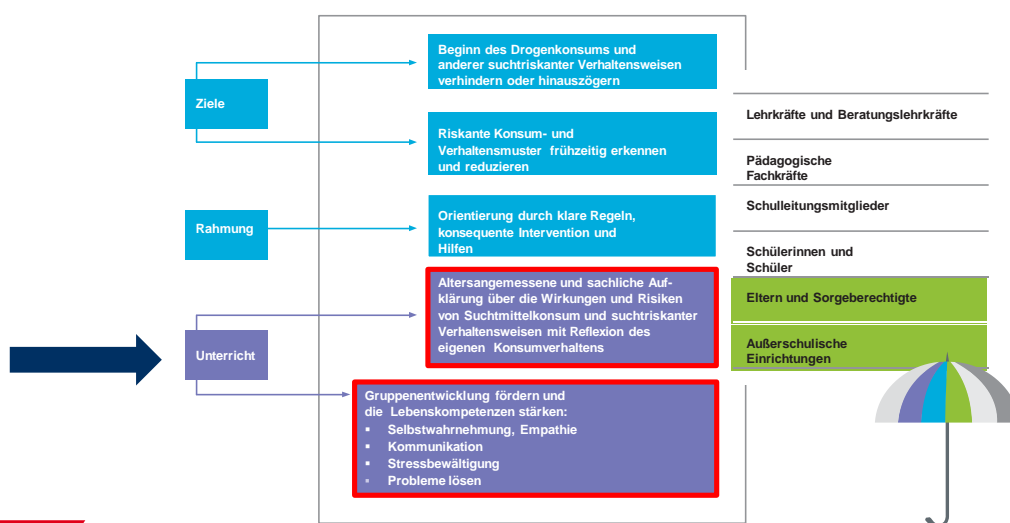 Ziele
Beginn des Drogenkonsums und
anderer suchtriskanter Verhaltensweisen
verhindern oder hinauszögern
Riskante Konsum- und
Verhaltensmuster frühzeitig erkennen
und reduzieren
Rahmung
Orientierung durch klare Regeln,
konsequente Intervention und
Hilfen
Unterricht
Altersangemessene und sachliche Auf-
klärung über die Wirkungen und Risiken
von Suchtmittelkonsum und suchtriskanter
Verhaltensweisen mit Reflexion des
eigenen Konsumverhaltens
Gruppenentwicklung fördern und
die Lebenskompetenzen stärken:
▪ Selbstwahrnehmung, Empathie
▪ Kommunikation
▪ Stressbewältigung
▪ Probleme lösen
Lehrkräfte und Beratungslehrkräfte
Pädagogische
Fachkräfte
Schulleitungsmitglieder
Schülerinnen und
Schüler
Eltern und Sorgeberechtigte
Außerschulische
Einrichtungen